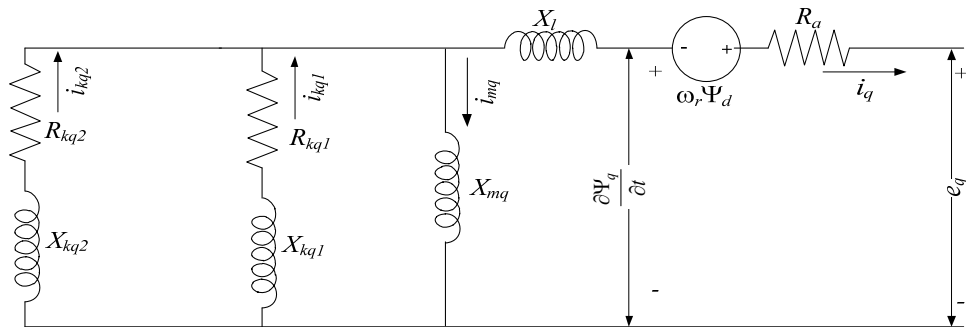 X_l
R_a
-
+
i_kq2
i_kq1
i_mq
+
i_q
+
ω_rΨ_d
R_kq2
R_kq1
X_mq
∂Ψ_q
∂t
e_q
X_kq2
X_kq1
-
-